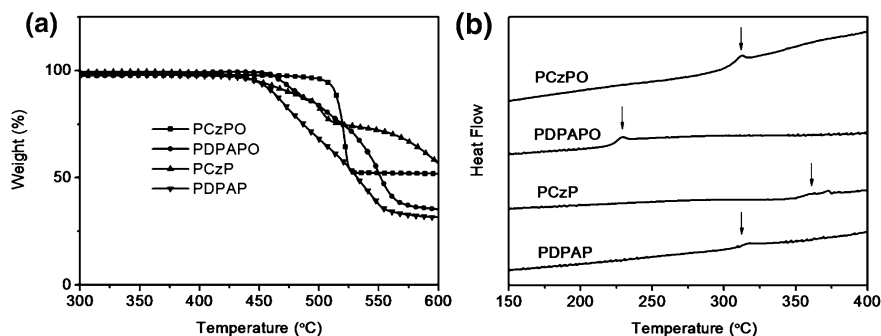 (a)
100
50
0
Weight (%)
PCzPO
PDPAPO
PCzP
PDPAP
300 350 400 450 500 550 600
Temperature (°C)
(b)
Heat Flow
PCzPO
PDPAPO
PCzP
PDPAP
150 200 250 300 350 400
Temperature (°C)